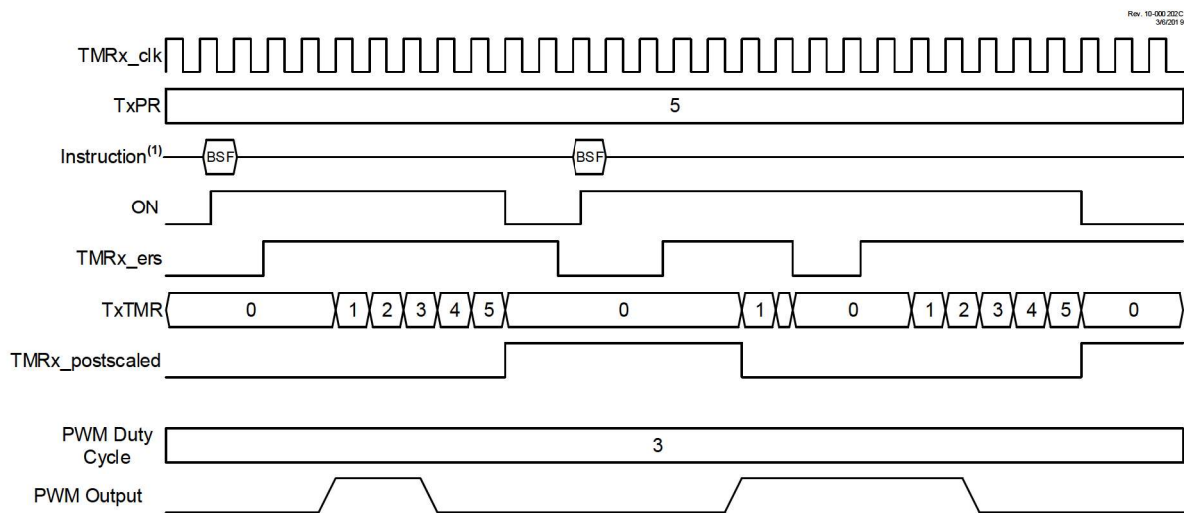 Rev. 10-000 202C
3/6/2019
TMRx_clk
TxPR
5
Instruction(1)
BSF
BSF
ON
TMRx_ers
TxTMR
0 1 2 3 4 5 0 1 0 1 2 3 4 5 0
TMRx_postscaled
PWM Duty
Cycle
3
PWM Output